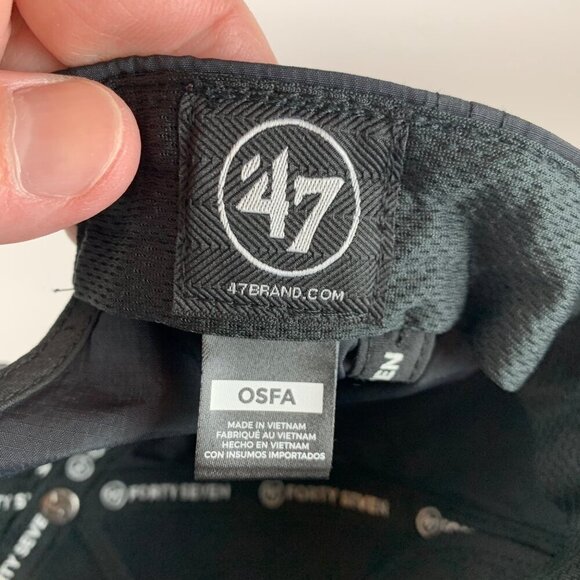 '47
47BRAND.COM
EN
OSFA
MADE IN VIETNAM
FABRIQUÉ AU VIETNAM
HECHO EN VIETNAM
CON INSUMOS IMPORTADOS
FORTY SEVEN
FORTY SEVEN